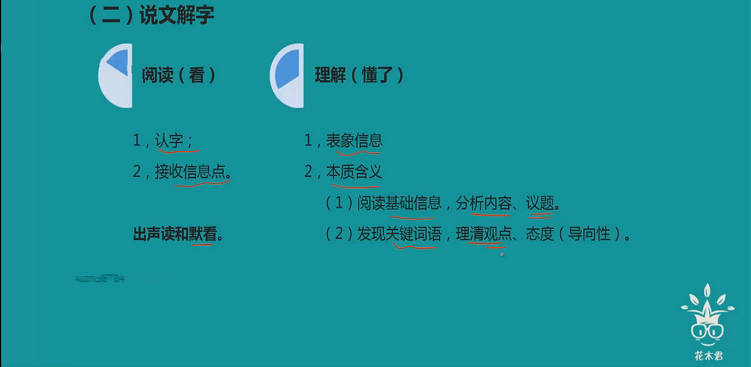 （二）说文解字
阅读（看）
1，认字；
2，接收信息点。
出声读和默看。
理解（懂了）
1，表象信息
2，本质含义
（1）阅读基础信息，分析内容、议题。
（2）发现关键词语，理清观点、态度（导向性）。
花木君